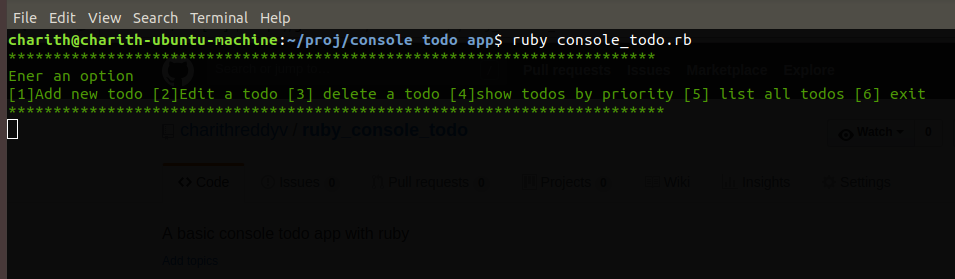 File Edit View Search Terminal Help
charith@charith-ubuntu-machine:~/proj/console todo app$ ruby console_todo.rb
************************************************************************
Ener an option
Pull requests Issues Marketplace Explore
[1]Add new todo [2]Edit a todo [3] delete a todo [4]show todos by priority [5] list all todos [6] exit
*************************************************************************
charithreddyv / ruby_console_todo
Watch 0
Code Issues 0 Pull requests 0 Projects 0 Wiki Insights Settings
A basic console todo app with ruby
Add topics